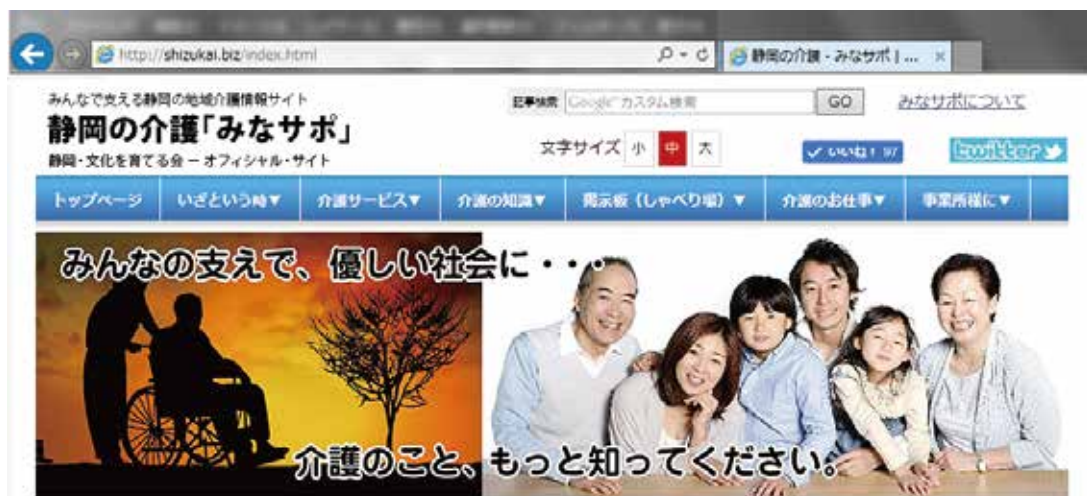 http://shizukai.biz/index.html
静岡の介護 - みなサポ | ...
みんなで支える静岡の地域介護情報サイト
静岡の介護「みなサポ」
静岡・文化を育てる会 － オフィシャル・サイト
記事検索 Google カスタム検索 GO
みなサポについて
文字サイズ 小 中 大
いいね! 97
twitter
トップページ いざという時▼ 介護サービス▼ 介護の知識▼ 掲示板（しゃべり場）▼ 介護のお仕事▼ 事業所様に▼
みんなの支えで、優しい社会に・・・
介護のこと、もっと知ってください。